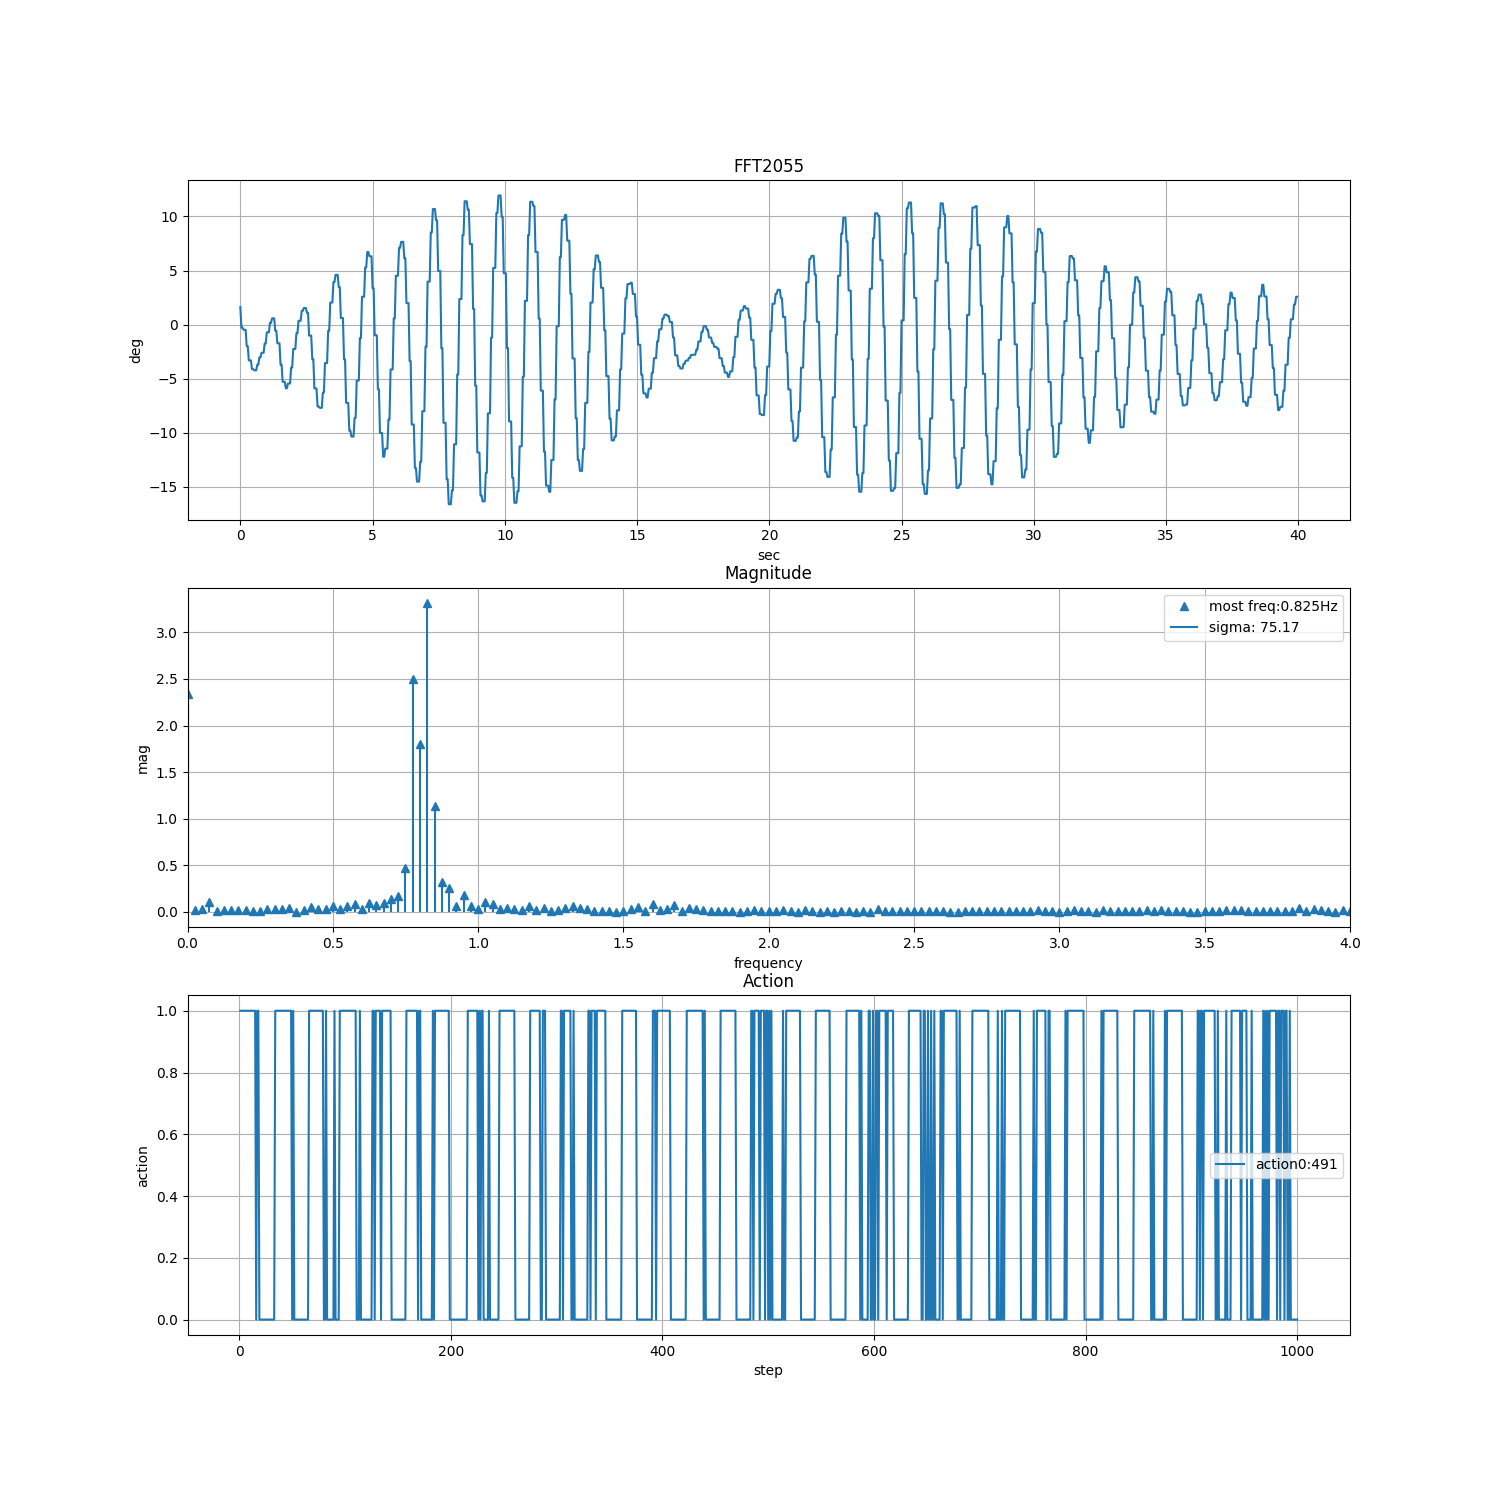 FFT2055
10
5
0
−5
−10
−15
deg
0 5 10 15 20 25 30 35 40
sec
Magnitude
most freq:0.825Hz
sigma: 75.17
3.0
2.5
2.0
1.5
1.0
0.5
0.0
mag
0.0 0.5 1.0 1.5 2.0 2.5 3.0 3.5 4.0
frequency
Action
1.0
0.8
0.6
0.4
0.2
0.0
action
action0:491
0 200 400 600 800 1000
step